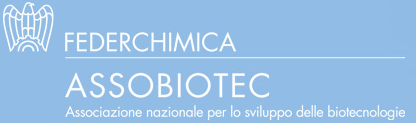 FEDERCHIMICA
ASSOBIOTEC
Associazione nazionale per lo sviluppo delle biotecnologie